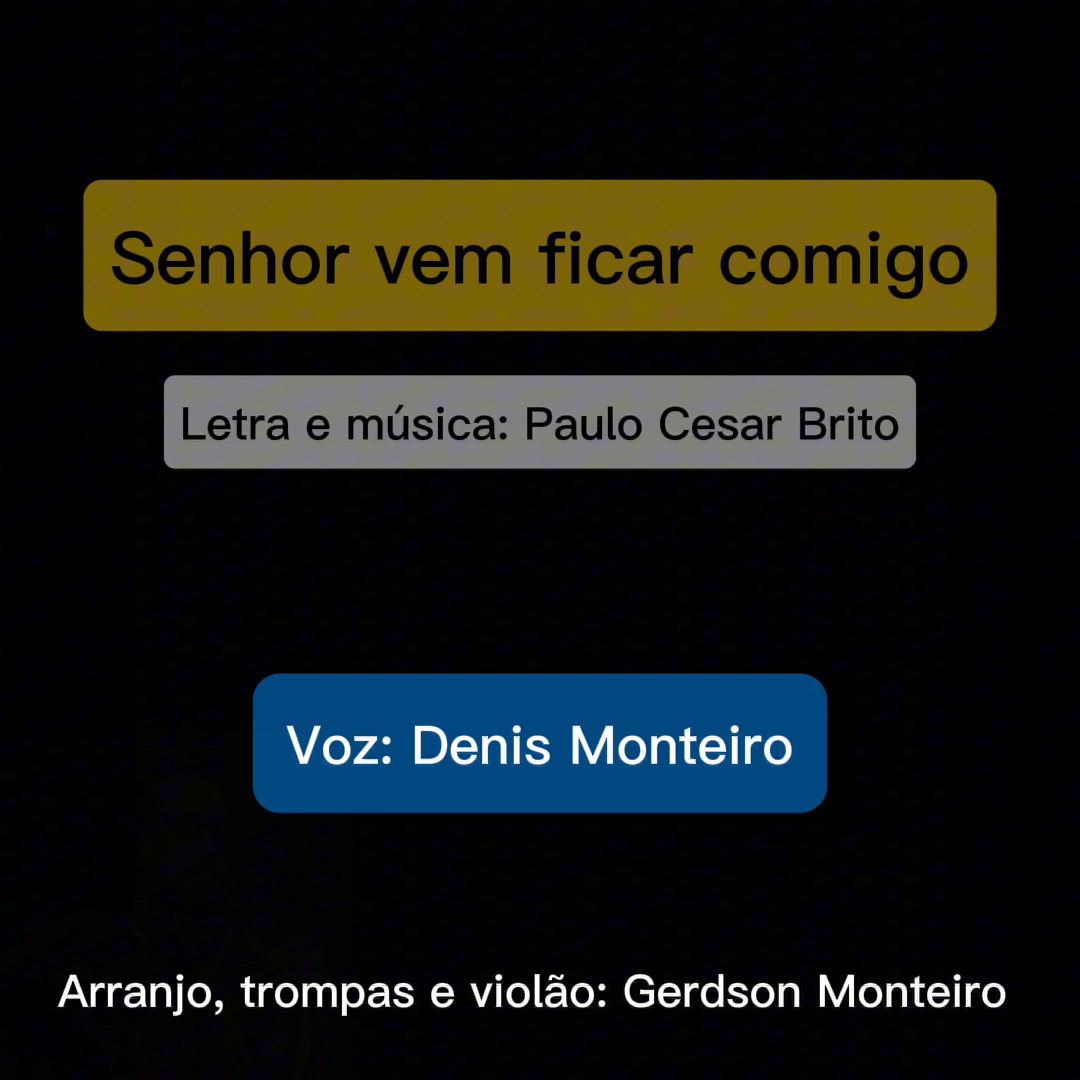 Senhor vem ficar comigo
Letra e música: Paulo Cesar Brito
Voz: Denis Monteiro
Arranjo, trompas e violão: Gerdson Monteiro